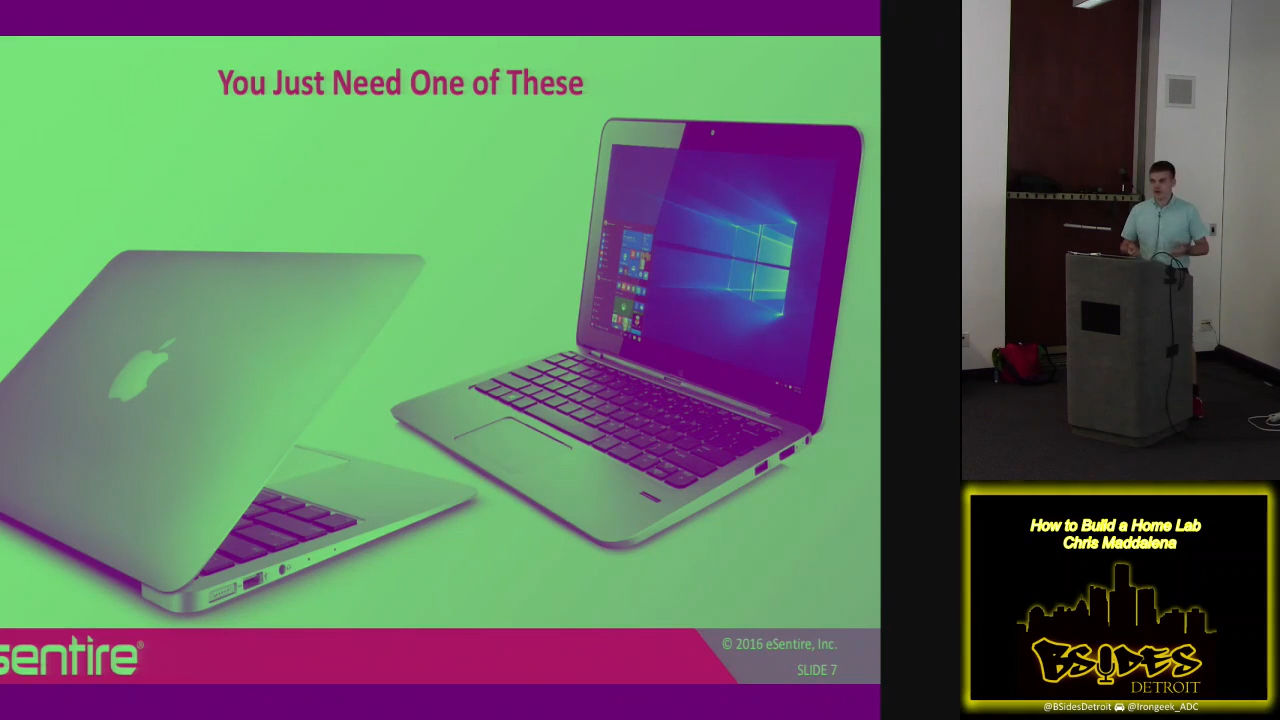 You Just Need One of These
sentire®
© 2016 eSentire, Inc.
SLIDE 7
How to Build a Home Lab
Chris Maddalena
BSIDES
DETROIT
@BSidesDetroit @Irongeek_ADC